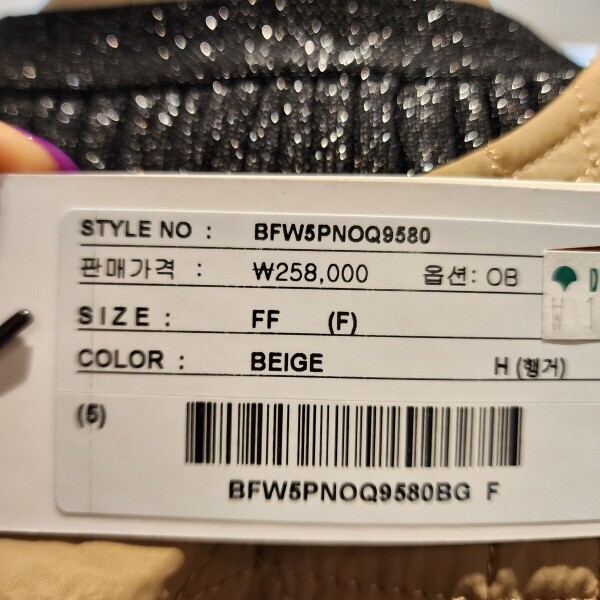 STYLE NO : BFW5PNOQ9580
판매가격 : ₩258,000 옵션: OB
SIZE : FF (F)
COLOR : BEIGE H (행거)
(5)
BFW5PNOQ9580BG F